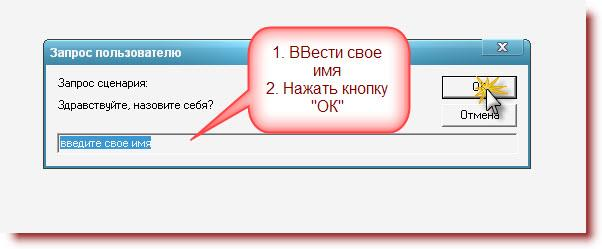 Запрос пользователю
Запрос сценария:
Здравствуйте, назовите себя?
введите свое имя
1. ВВести свое
имя
2. Нажать кнопку
"ОК"
Отмена